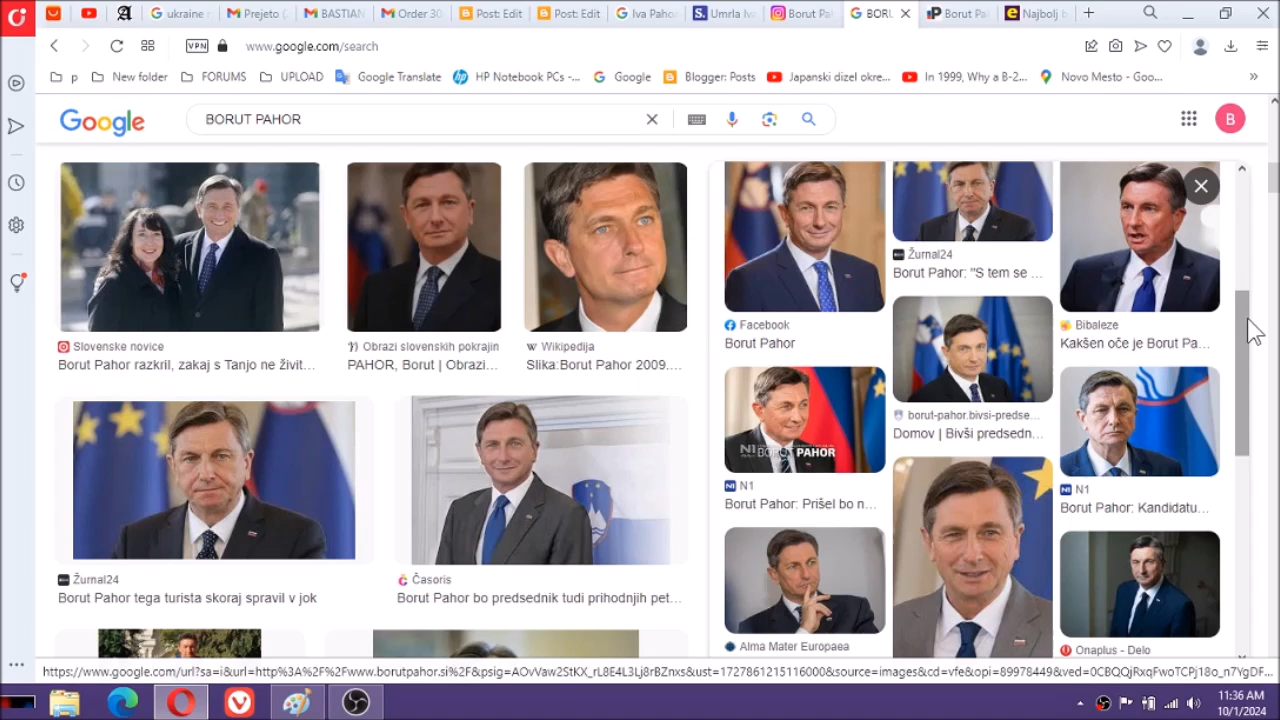 ukraine
Prejeto (
BASTIAN
Order 30
Post: Edit
Post: Edit
Iva Paho
Umrla
Borut Pa
BORU
Borut Pa
Najbolj b
VPN
www.google.com/search
p
New folder
FORUMS
UPLOAD
Google Translate
HP Notebook PCs -...
Google
Blogger: Posts
Japanski dizel okre...
In 1999, Why a B-2...
Novo Mesto - Goo...
»
Google
BORUT PAHOR
B
Slovenske novice
Borut Pahor razkril, zakaj s Tanjo ne živit...
Obrazi slovenskih pokrajin
PAHOR, Borut | Obrazi...
W Wikipedija
Slika:Borut Pahor 2009....
Facebook
Borut Pahor
Žurnal24
Borut Pahor: "S tem se ...
Bibaleze
Kakšen oče je Borut Pa...
N1 BORUT PAHOR
N1
Borut Pahor: Prišel bo n...
borut-pahor.bivsi-predse...
Domov | Bivši predsedn...
N1
Borut Pahor: Kandidatu...
Žurnal24
Borut Pahor tega turista skoraj spravil v jok
Časoris
Borut Pahor bo predsednik tudi prihodnjih pet...
Alma Mater Europaea
Onaplus - Delo
https://www.google.com/url?sa=i&url=http%3A%2F%2Fwww.borutpahor.si%2F&psig=AOvVaw2StKX_rL8E4L3Lj8rBZnxs&ust=1727861215116000&source=images&cd=vfe&opi=89978449&ved=0CBQQjRxqFwoTCPj18o_n7YgDF...
11:36 AM
10/1/2024